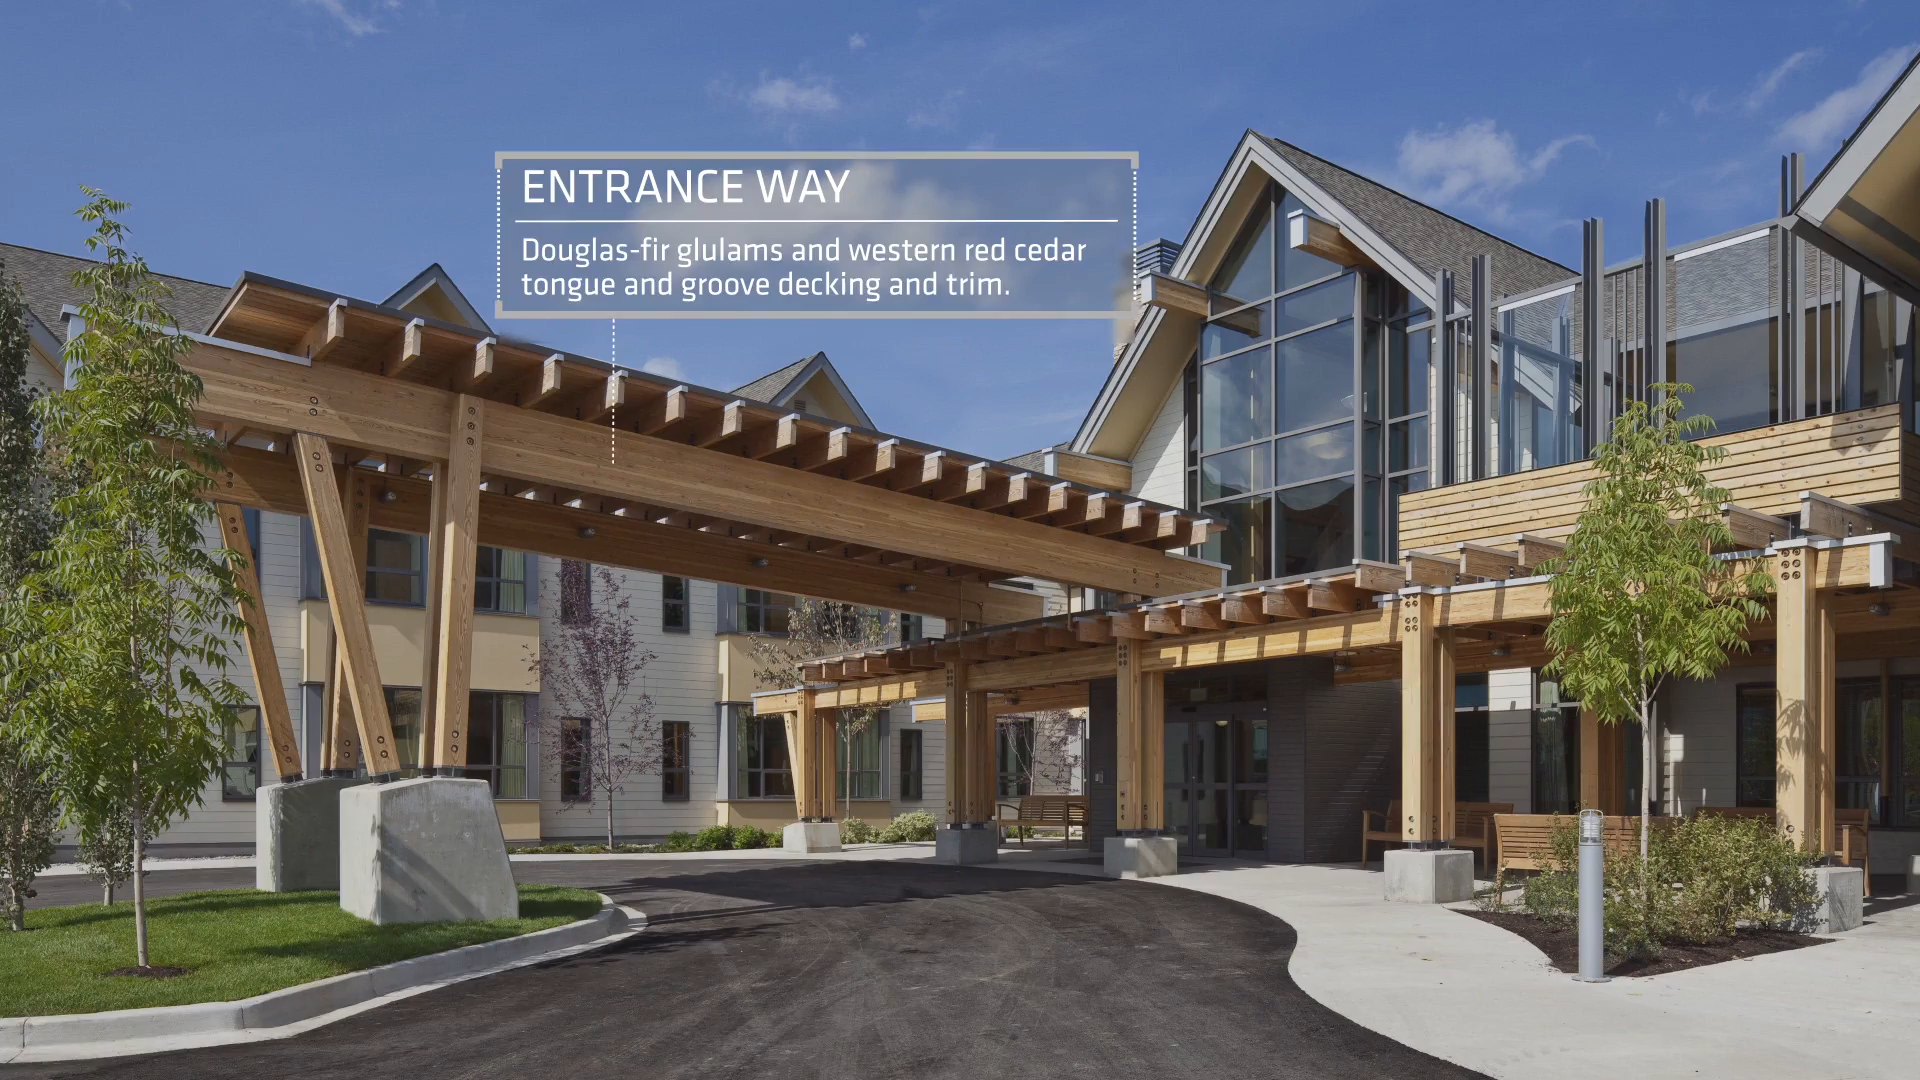 ENTRANCE WAY
Douglas-fir glulams and western red cedar
tongue and groove decking and trim.